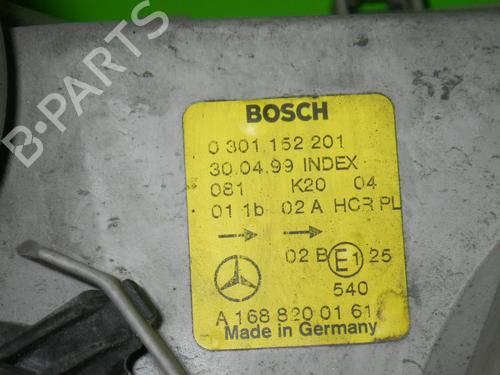 BOSCH
0 301 152 201
30.04.99 INDEX
081 K20 04
01 1b 02 A HCR PL
02 B E1 25
540
A 168 820 01 61
Made in Germany